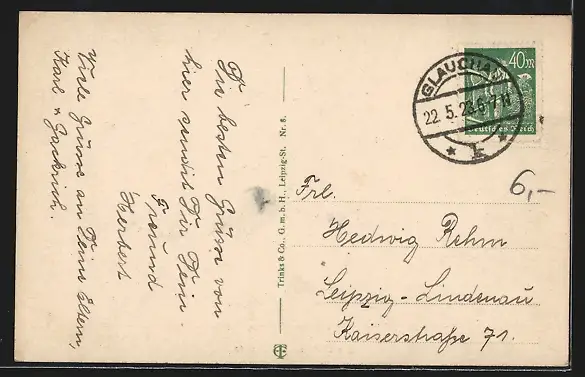 Die besten Grüsse von
hier sendet Dir Dein
Freund
Herbert
Viele Grüsse an Deine Eltern,
Karl u.
Trinks & Co., G. m. b. H., Leipzig-St. Nr. 8.
GLAUCHAU
22. 5. 23. 6-7 N
* k *
40 M
Deutsches Reich
6,-
Frl.
Hedwig Rehm
Leipzig-Lindenau
Kaiserstraße 71.